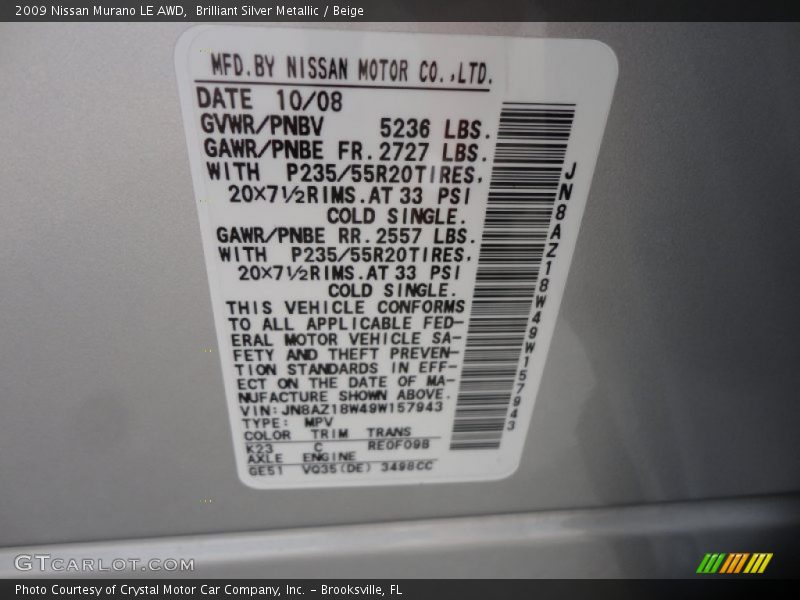 2009 Nissan Murano LE AWD,  Brilliant Silver Metallic / Beige
MFD.BY NISSAN MOTOR CO.,LTD.
DATE 10/08
GVWR/PNBV 5236 LBS.
GAWR/PNBE FR.2727 LBS.
WITH P235/55R20TIRES.
20×7½RIMS.AT 33 PSI
COLD SINGLE.
GAWR/PNBE RR.2557 LBS.
WITH P235/55R20TIRES.
20×7½RIMS.AT 33 PSI
COLD SINGLE.
THIS VEHICLE CONFORMS
TO ALL APPLICABLE FED-
ERAL MOTOR VEHICLE SA-
FETY AND THEFT PREVEN-
TION STANDARDS IN EFF-
ECT ON THE DATE OF MA-
NUFACTURE SHOWN ABOVE.
VIN:JN8AZ18W49W157943
TYPE: MPV
COLOR TRIM TRANS
K23 C RE0F09B
AXLE ENGINE
GE51 VQ35(DE) 3498CC
JN8AZ18W49W157943
GTCARLOT.COM
Photo Courtesy of Crystal Motor Car Company, Inc. – Brooksville, FL